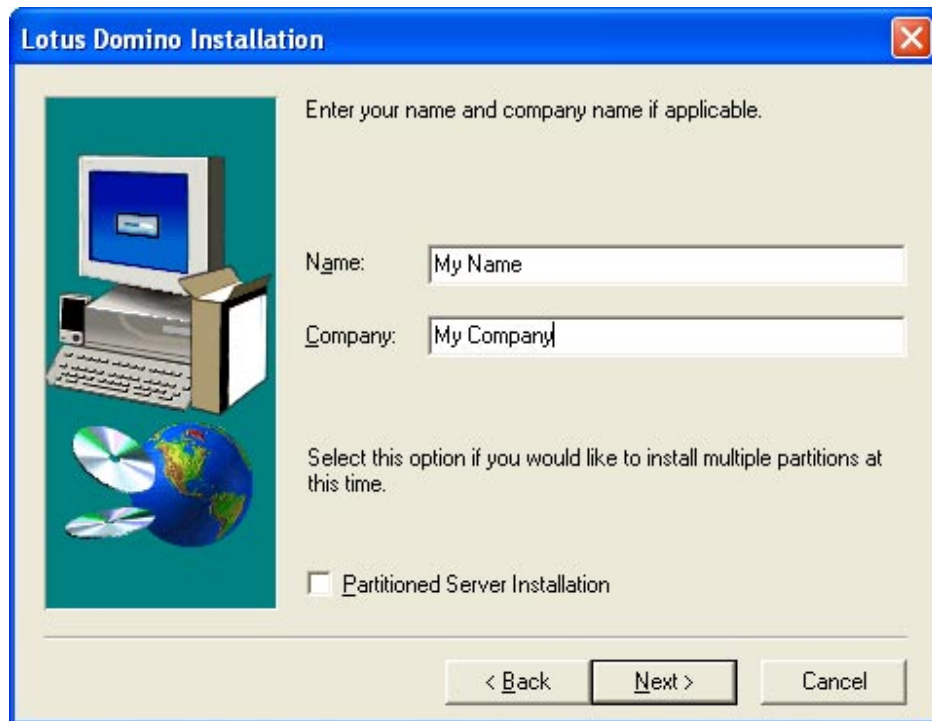 Lotus Domino Installation
Enter your name and company name if applicable.
Name: My Name
Company: My Company
Select this option if you would like to install multiple partitions at
this time.
Partitioned Server Installation
< Back Next > Cancel